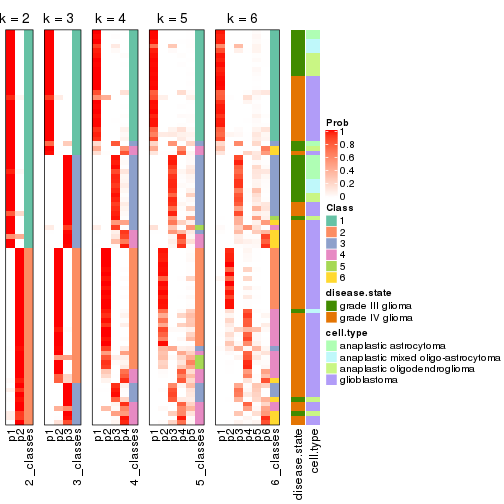 k = 2 k = 3 k = 4 k = 5 k = 6
Prob
1
0.8
0.6
0.4
0.2
0
Class
1
2
3
4
5
6
disease.state
grade III glioma
grade IV glioma
cell.type
anaplastic astrocytoma
anaplastic mixed oligo-astrocytoma
anaplastic oligodendroglioma
glioblastoma
p1 p2 2_classes p1 p2 p3 3_classes p1 p2 p3 p4 4_classes p1 p2 p3 p4 p5 5_classes p1 p2 p3 p4 p5 p6 6_classes disease.state cell.type